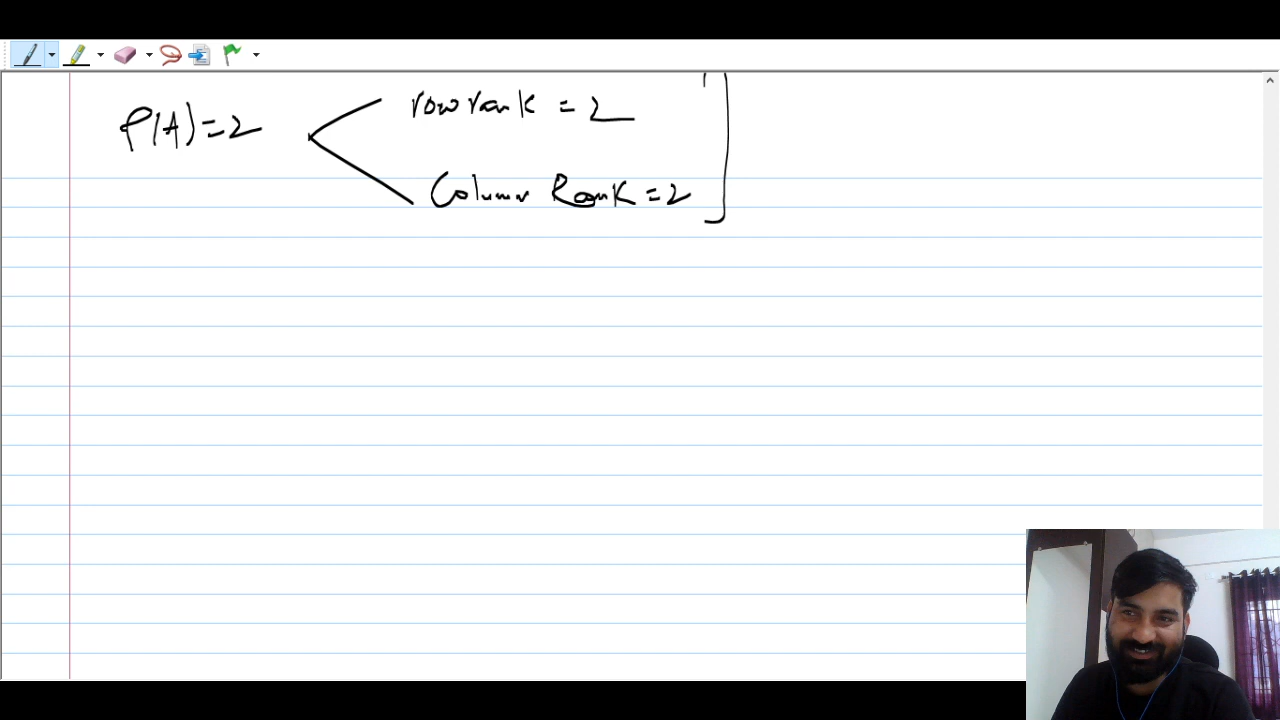 ρ(A)=2
row rank = 2
Column Rank = 2